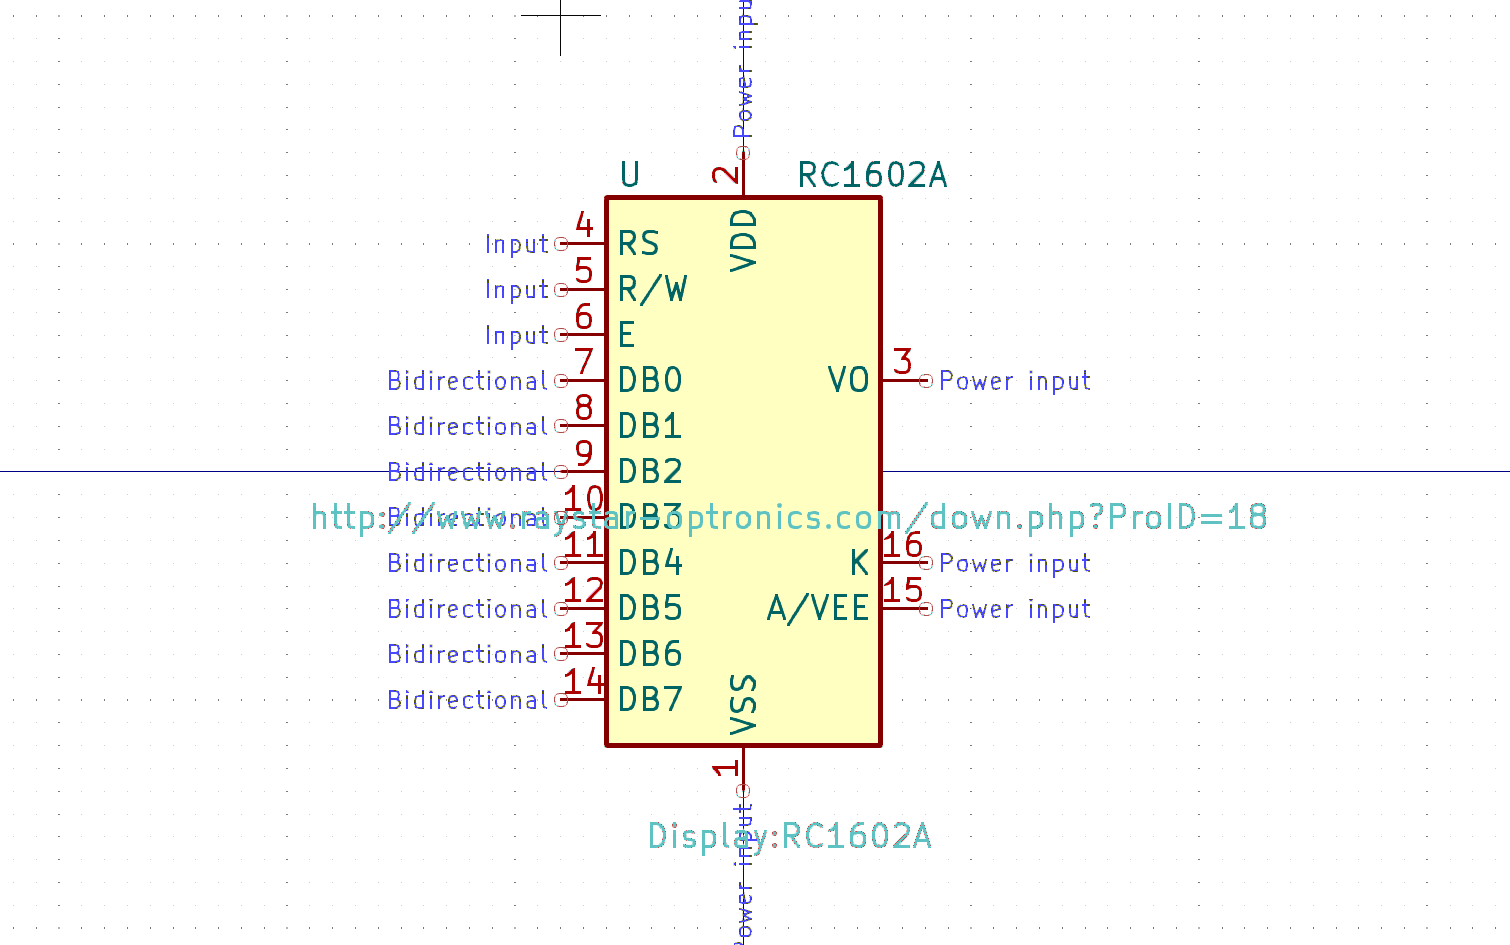 Power inpu
U
RC1602A
2
VDD
Input 4 RS
Input 5 R/W
Input 6 E
Bidirectional 7 DB0
VO 3 Power input
Bidirectional 8 DB1
Bidirectional 9 DB2
Bidirectional 10 DB3
http://www.raystar-optronics.com/down.php?ProID=18
Bidirectional 11 DB4
K 16 Power input
Bidirectional 12 DB5
A/VEE 15 Power input
Bidirectional 13 DB6
Bidirectional 14 DB7
VSS
1
Display:RC1602A
Power input